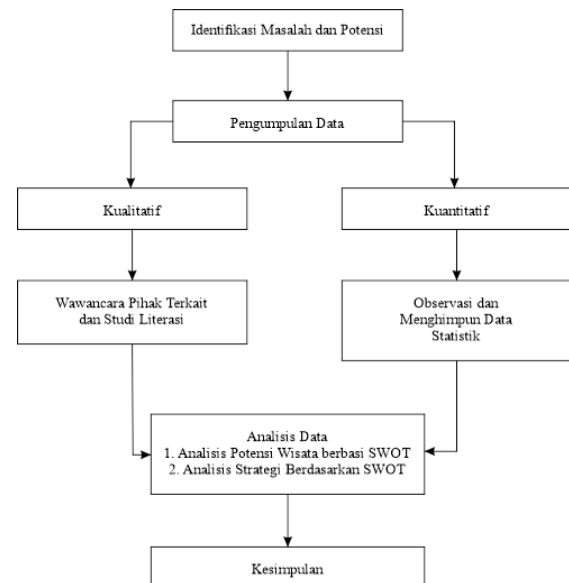 Identifikasi Masalah dan Potensi
Pengumpulan Data
Kualitatif
Kuantitatif
Wawancara Pihak Terkait
dan Studi Literasi
Observasi dan
Menghimpun Data
Statistik
Analisis Data
1. Analisis Potensi Wisata berbasi SWOT
2. Analisis Strategi Berdasarkan SWOT
Kesimpulan